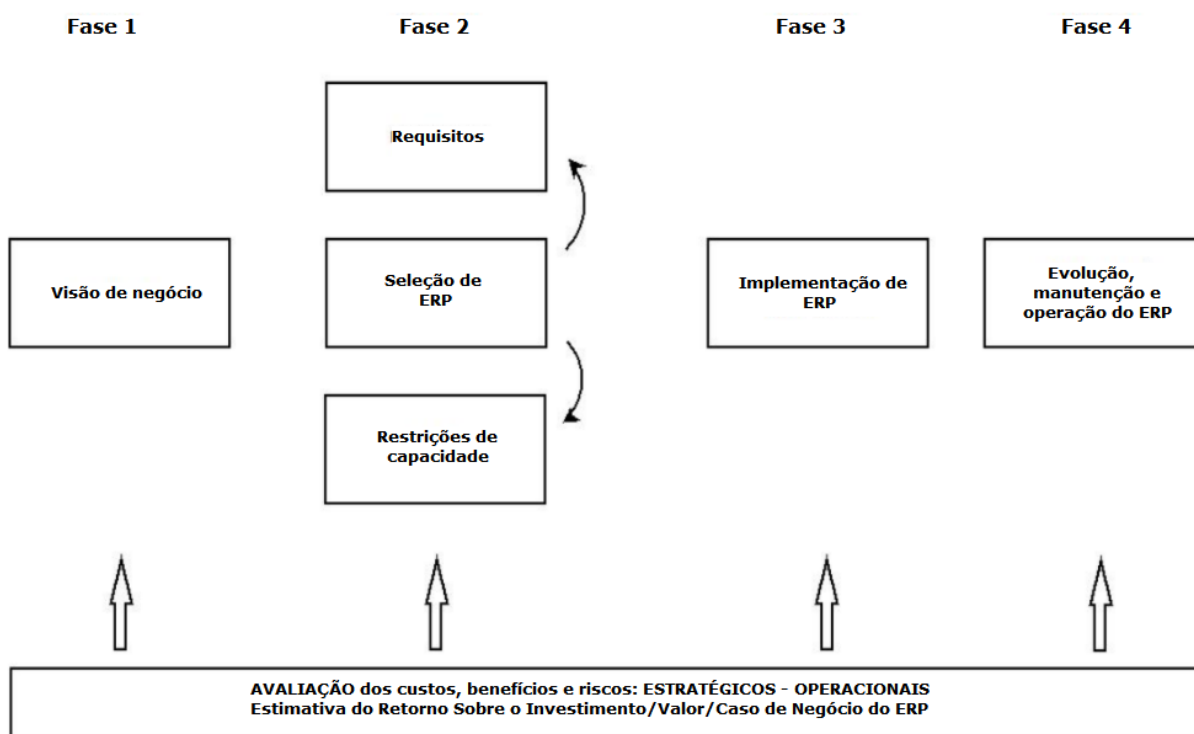 Fase 1
Fase 2
Fase 3
Fase 4
Requisitos
Visão de negócio
Seleção de
ERP
Implementação de
ERP
Evolução,
manutenção e
operação do ERP
Restrições de
capacidade
AVALIAÇÃO dos custos, benefícios e riscos: ESTRATÉGICOS - OPERACIONAIS
Estimativa do Retorno Sobre o Investimento/Valor/Caso de Negócio do ERP